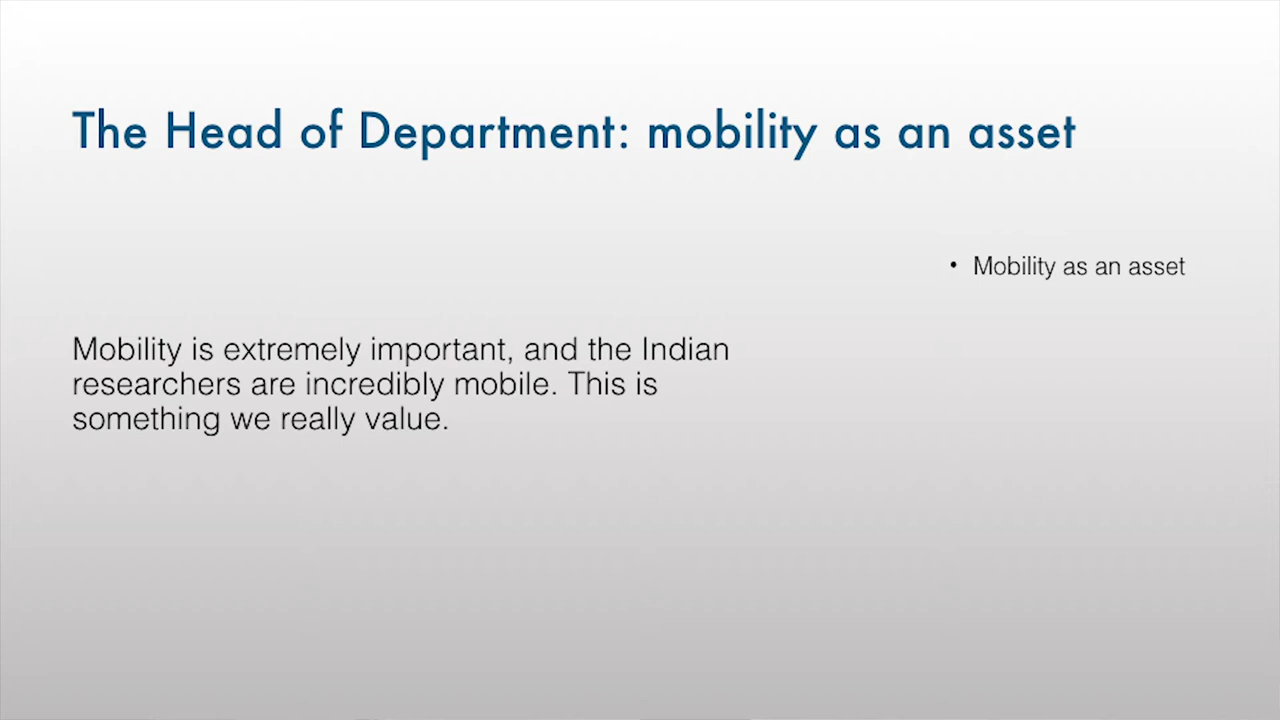 The Head of Department: mobility as an asset
• Mobility as an asset
Mobility is extremely important, and the Indian
researchers are incredibly mobile. This is
something we really value.